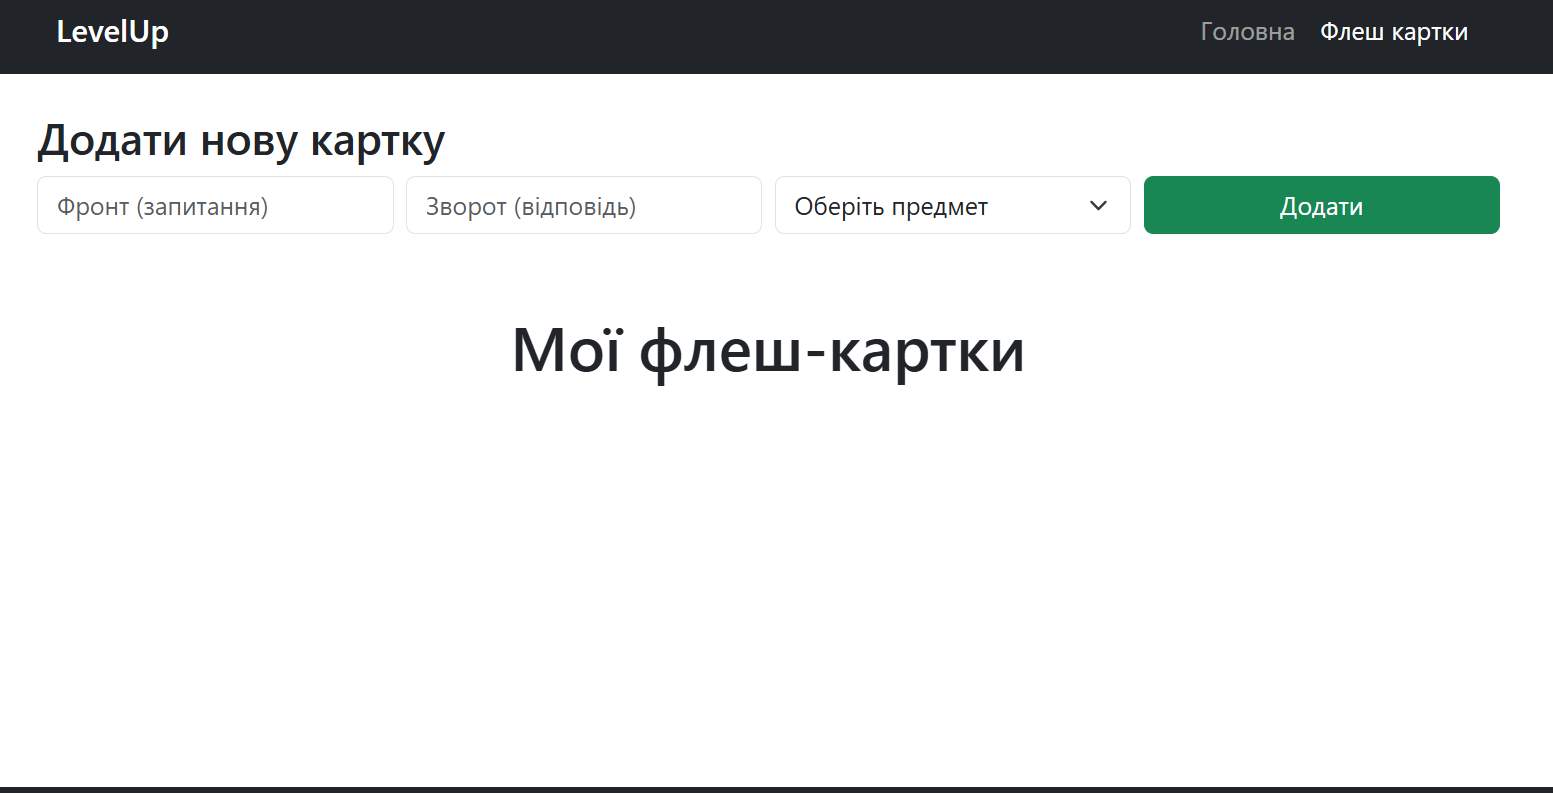 LevelUp
Головна
Флеш картки
Додати нову картку
Фронт (запитання)
Зворот (відповідь)
Оберіть предмет
Додати
Мої флеш-картки